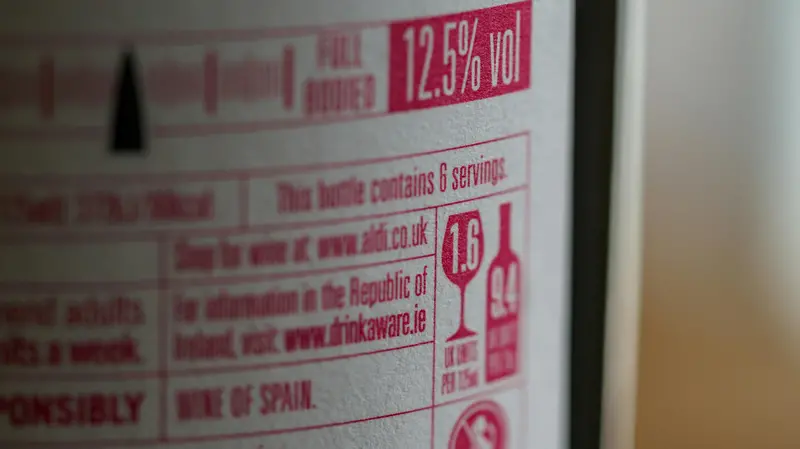 FULL
BODIED
12.5% vol
This bottle contains 6 servings.
Shop for wine at: www.aldi.co.uk
For information in the Republic of
Ireland, visit: www.drinkaware.ie
1.6
UK UNITS
PER 125ml
9.4
adults
a week.
WINE OF SPAIN.